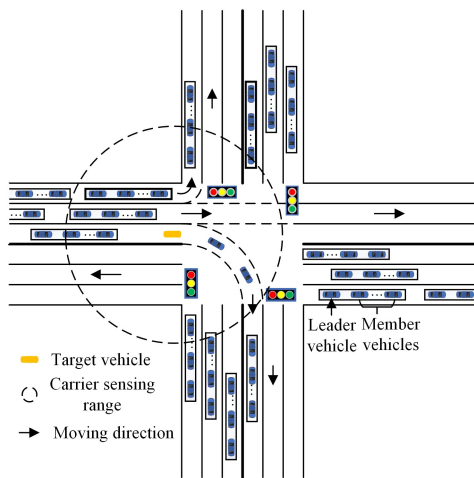 Leader Member
vehicle vehicles
Target vehicle
Carrier sensing
range
Moving direction